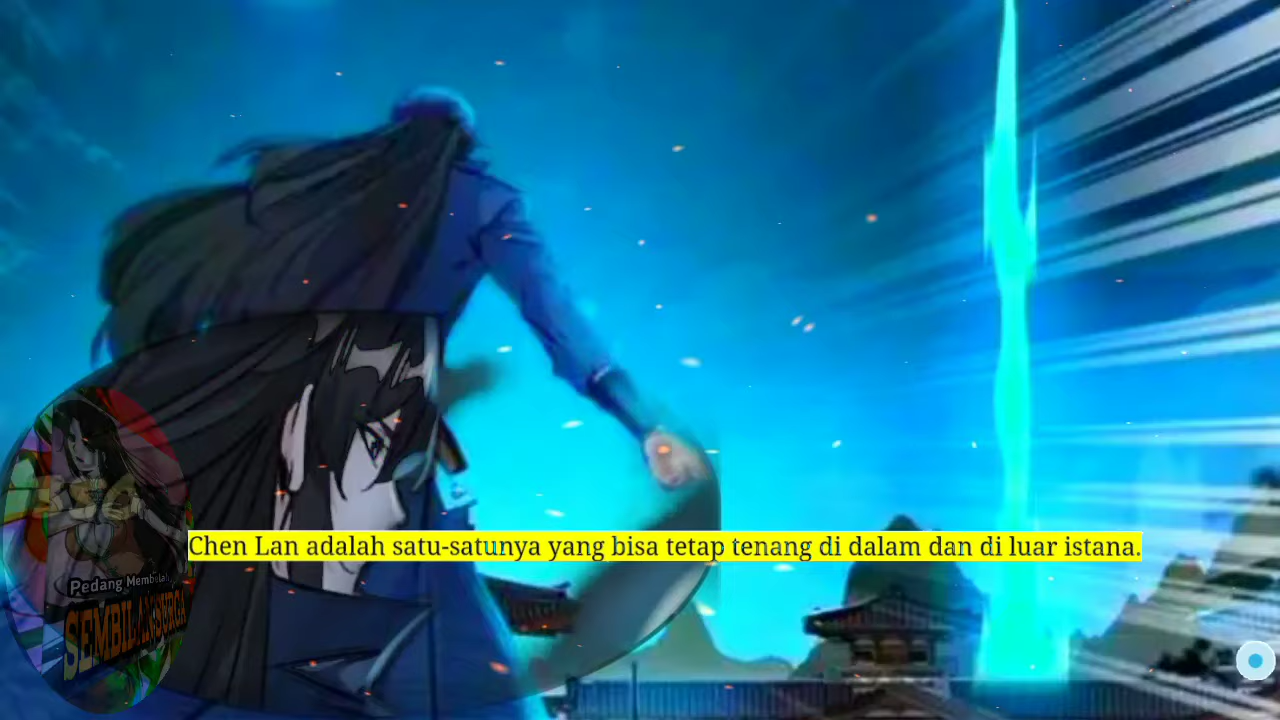 Chen Lan adalah satu-satunya yang bisa tetap tenang di dalam dan di luar istana.
Pedang Membelah
SEMBILAN SURGA